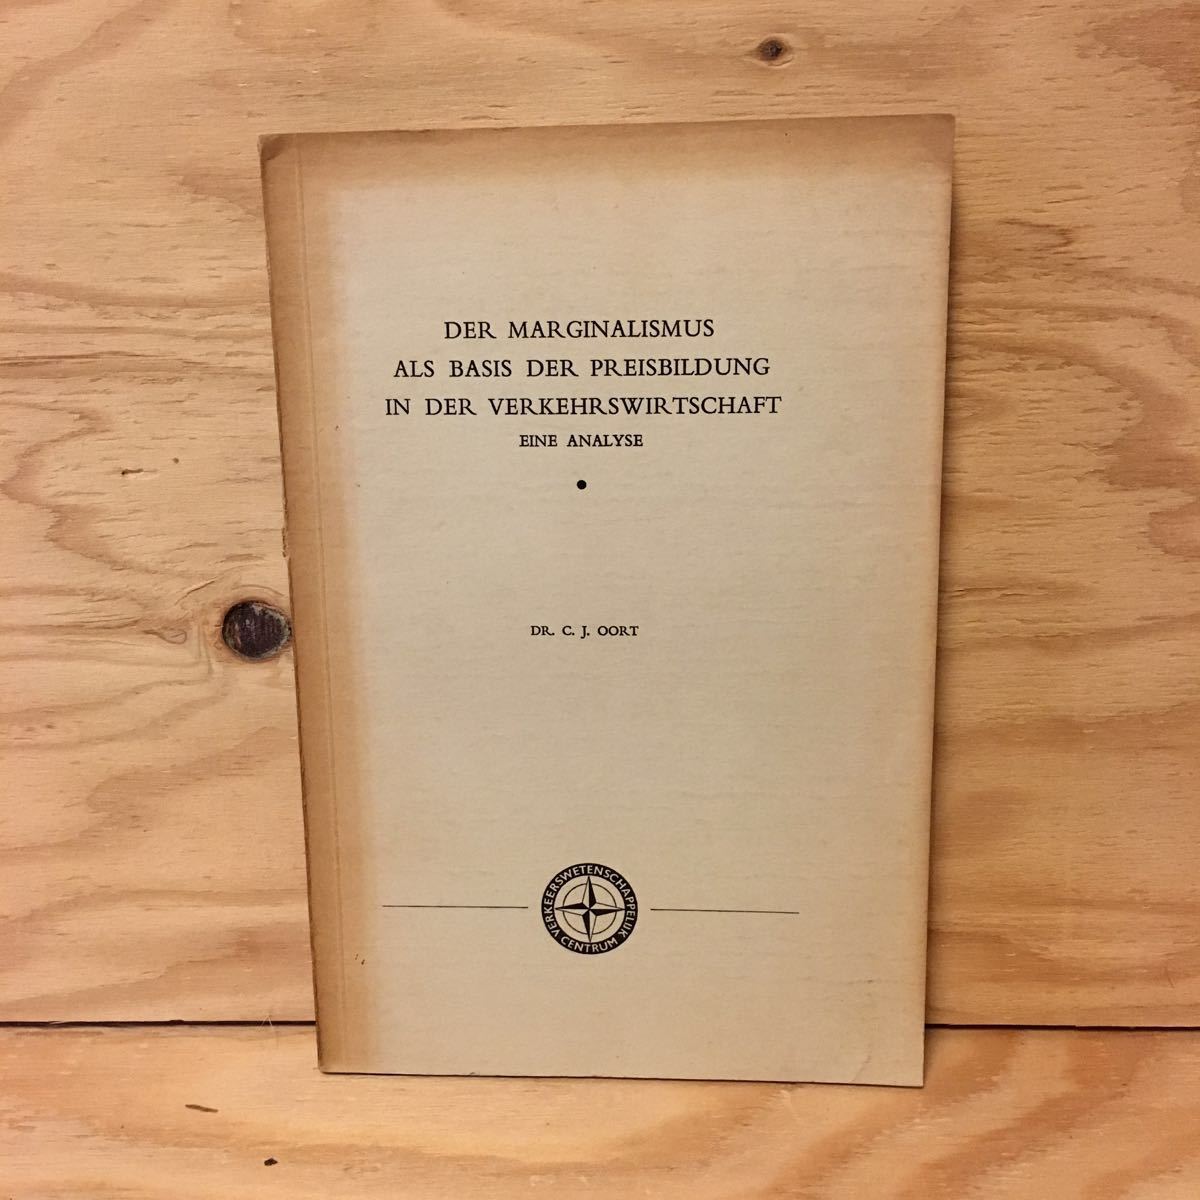 DER MARGINALISMUS
ALS BASIS DER PREISBILDUNG
IN DER VERKEHRSWIRTSCHAFT
EINE ANALYSE
DR. C. J. OORT
VERKEERSWETENSCHAPPELIJK
CENTRUM